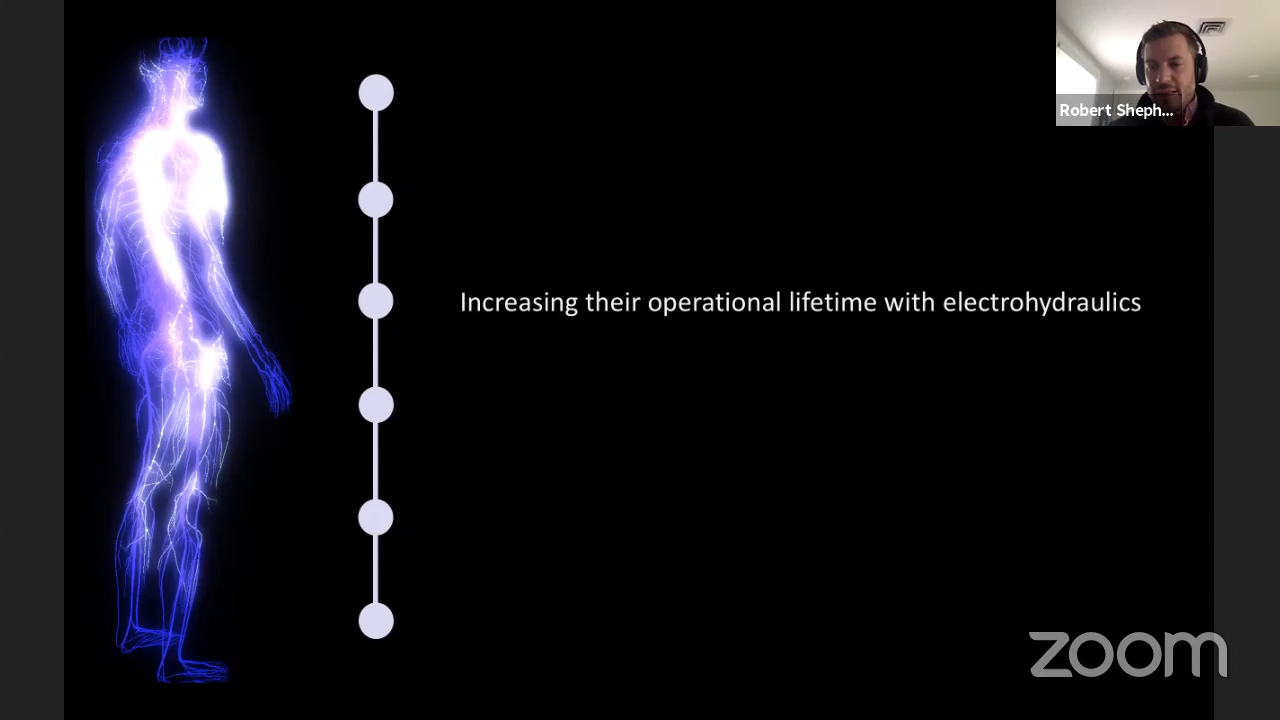 Robert Sheph...
Increasing their operational lifetime with electrohydraulics
zoom